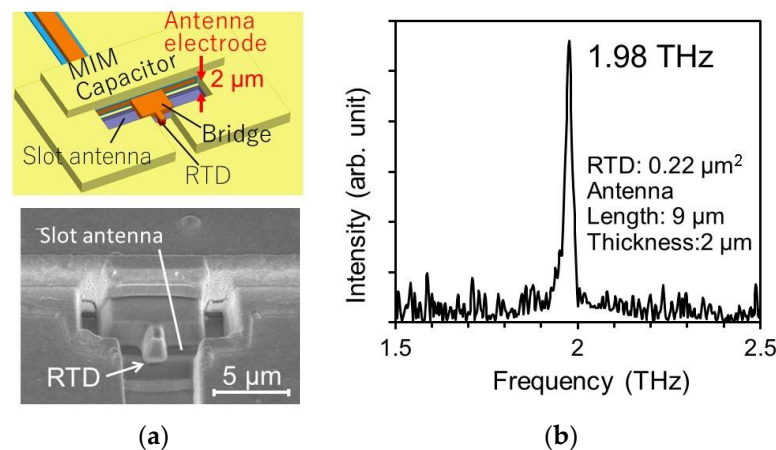 Antenna
electrode
MIM
Capacitor
2 µm
Bridge
Slot antenna
RTD
Slot antenna
RTD
5 µm
(a)
Intensity (arb. unit)
1.98 THz
RTD: 0.22 µm²
Antenna
Length: 9 µm
Thickness:2 µm
1.5
2
2.5
Frequency (THz)
(b)